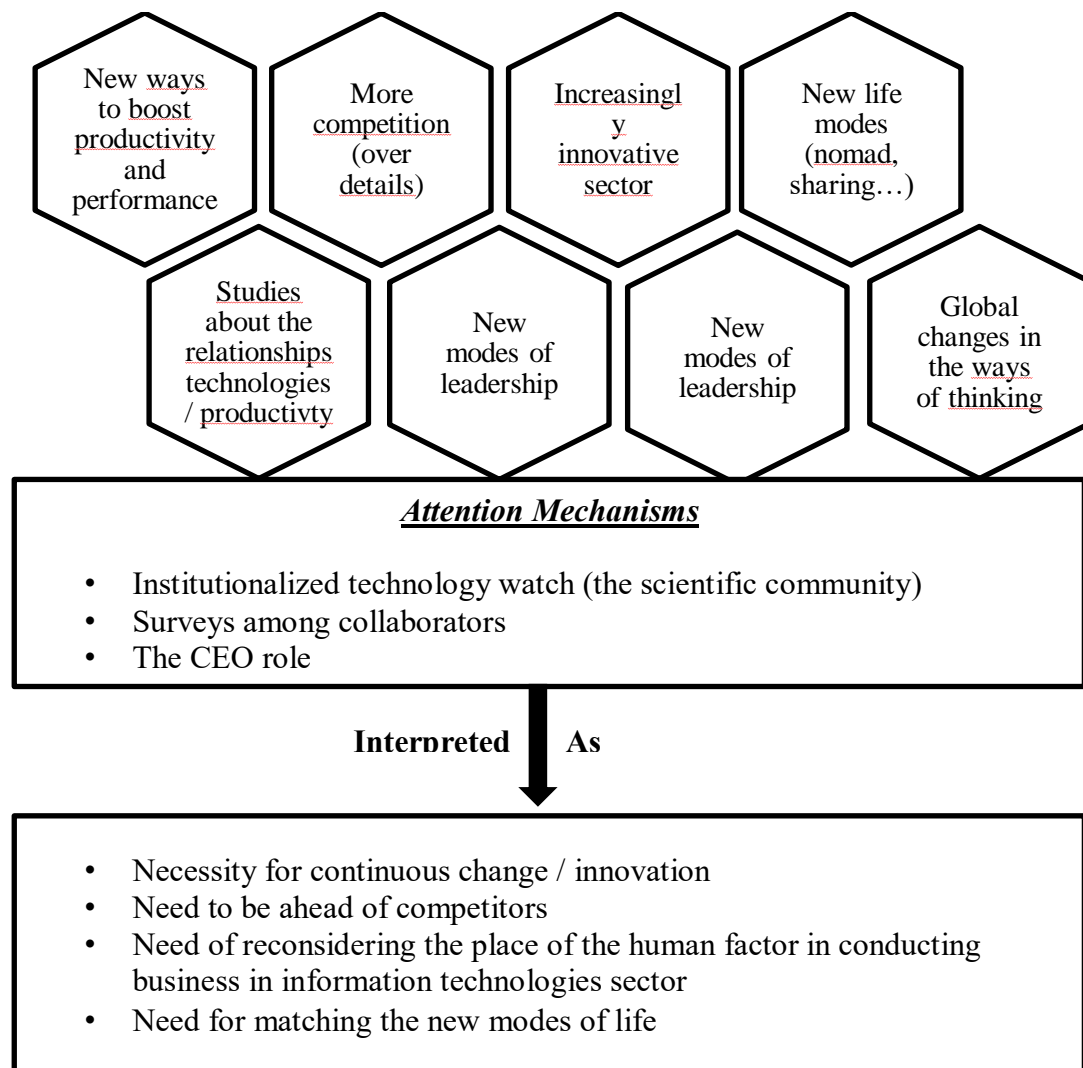 New ways
to boost
productivity
and
performance
More
competition
(over
details)
Increasingl
y
innovative
sector
New life
modes
(nomad,
sharing…)
Studies
about the
relationships
technologies
/ productivty
New
modes of
leadership
New
modes of
leadership
Global
changes in
the ways
of thinking
Attention Mechanisms
• Institutionalized technology watch (the scientific community)
• Surveys among collaborators
• The CEO role
Interpreted As
• Necessity for continuous change / innovation
• Need to be ahead of competitors
• Need of reconsidering the place of the human factor in conducting
business in information technologies sector
• Need for matching the new modes of life